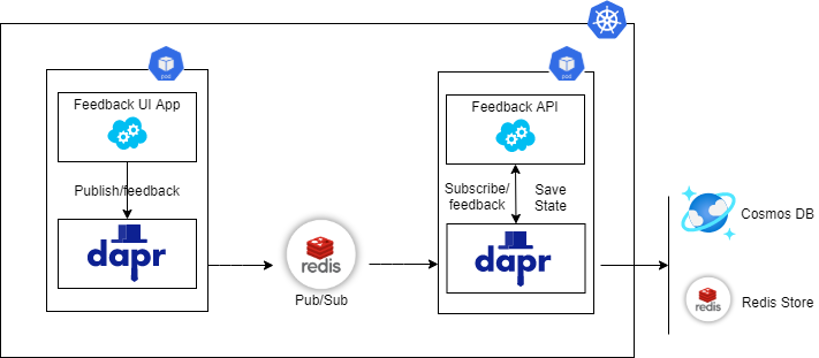 pod
Feedback UI App
Publish/feedback
dapr
redis
Pub/Sub
pod
Feedback API
Subscribe/
feedback
Save
State
dapr
Cosmos DB
redis
Redis Store